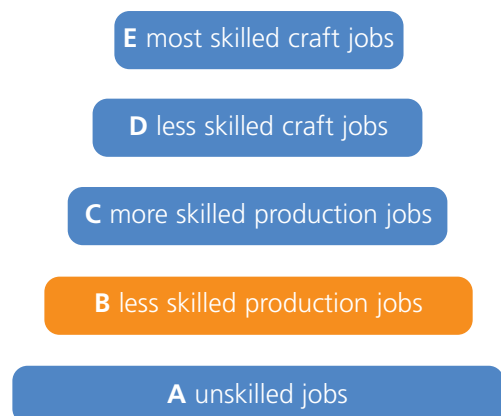 E most skilled craft jobs
D less skilled craft jobs
C more skilled production jobs
B less skilled production jobs
A unskilled jobs